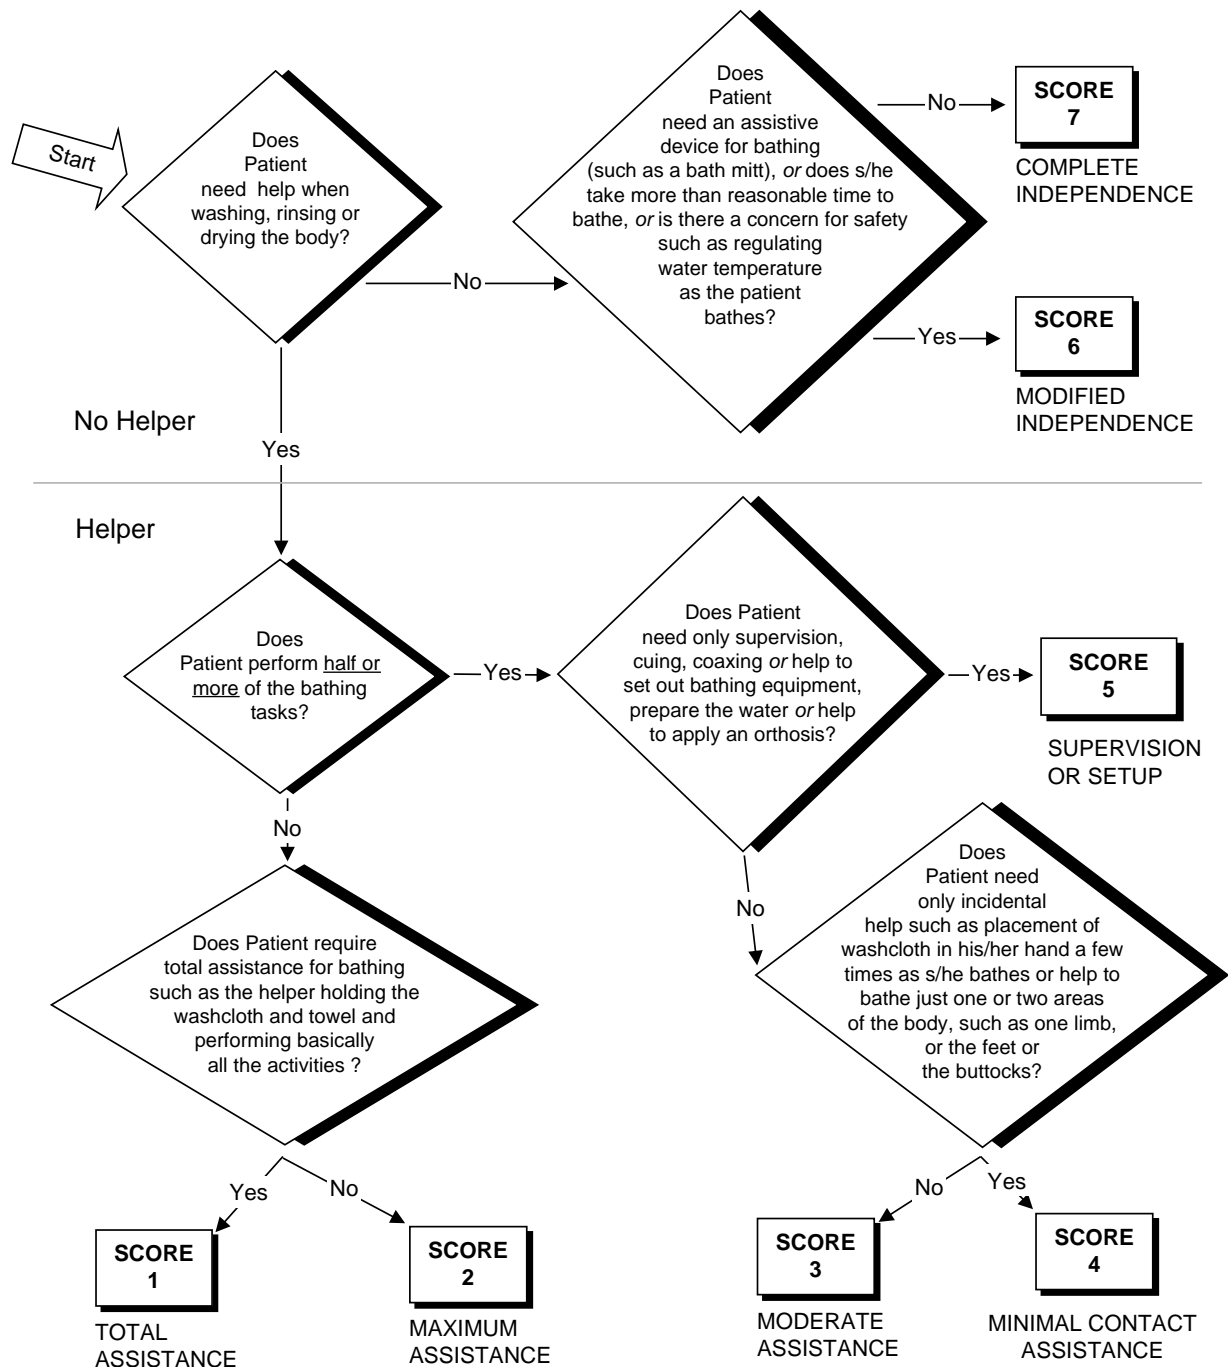 Start
Does
Patient
need help when
washing, rinsing or
drying the body?
No
Does
Patient
need an assistive
device for bathing
(such as a bath mitt), or does s/he
take more than reasonable time to
bathe, or is there a concern for safety
such as regulating
water temperature
as the patient
bathes?
No
SCORE
7
COMPLETE
INDEPENDENCE
Yes
SCORE
6
MODIFIED
INDEPENDENCE
No Helper
Yes
Helper
Does
Patient perform half or
more of the bathing
tasks?
Yes
Does Patient
need only supervision,
cuing, coaxing or help to
set out bathing equipment,
prepare the water or help
to apply an orthosis?
Yes
SCORE
5
SUPERVISION
OR SETUP
No
Does Patient require
total assistance for bathing
such as the helper holding the
washcloth and towel and
performing basically
all the activities ?
No
Does
Patient need
only incidental
help such as placement of
washcloth in his/her hand a few
times as s/he bathes or help to
bathe just one or two areas
of the body, such as one limb,
or the feet or
the buttocks?
Yes
No
No
Yes
SCORE
1
TOTAL
ASSISTANCE
SCORE
2
MAXIMUM
ASSISTANCE
SCORE
3
MODERATE
ASSISTANCE
SCORE
4
MINIMAL CONTACT
ASSISTANCE